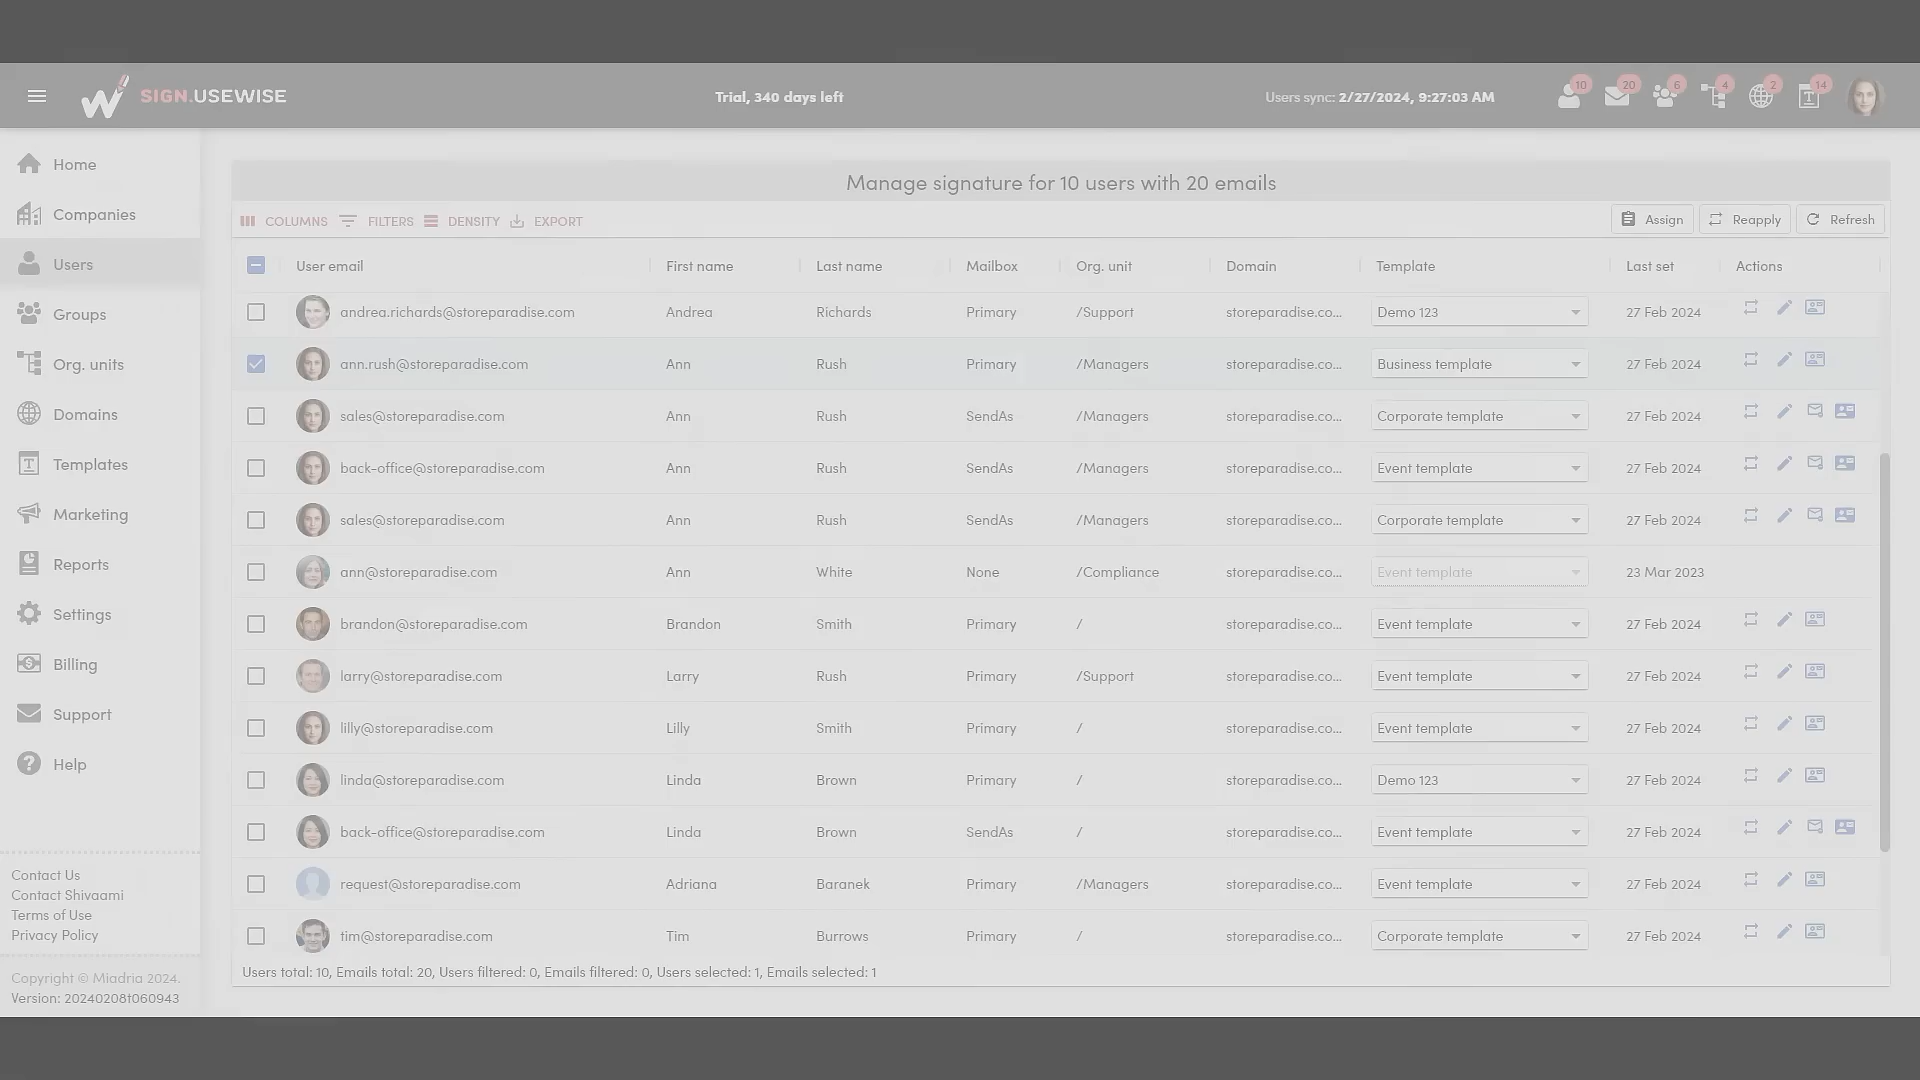 SIGN.USEWISE
Trial, 340 days left
Users sync: 2/27/2024, 9:27:03 AM
10 20 6 4 2 14
Home
Companies
Users
Groups
Org. units
Domains
Templates
Marketing
Reports
Settings
Billing
Support
Help
Contact Us
Contact Shivaami
Terms of Use
Privacy Policy
Copyright © Miadria 2024.
Version: 20240208t060943
Manage signature for 10 users with 20 emails
COLUMNS FILTERS DENSITY EXPORT Assign Reapply Refresh
User email First name Last name Mailbox Org. unit Domain Template Last set Actions
andrea.richards@storeparadise.com Andrea Richards Primary /Support storeparadise.co... Demo 123 27 Feb 2024
ann.rush@storeparadise.com Ann Rush Primary /Managers storeparadise.co... Business template 27 Feb 2024
sales@storeparadise.com Ann Rush SendAs /Managers storeparadise.co... Corporate template 27 Feb 2024
back-office@storeparadise.com Ann Rush SendAs /Managers storeparadise.co... Event template 27 Feb 2024
sales@storeparadise.com Ann Rush SendAs /Managers storeparadise.co... Corporate template 27 Feb 2024
ann@storeparadise.com Ann White None /Compliance storeparadise.co... Event template 23 Mar 2023
brandon@storeparadise.com Brandon Smith Primary / storeparadise.co... Event template 27 Feb 2024
larry@storeparadise.com Larry Rush Primary /Support storeparadise.co... Event template 27 Feb 2024
lilly@storeparadise.com Lilly Smith Primary / storeparadise.co... Event template 27 Feb 2024
linda@storeparadise.com Linda Brown Primary / storeparadise.co... Demo 123 27 Feb 2024
back-office@storeparadise.com Linda Brown SendAs / storeparadise.co... Event template 27 Feb 2024
request@storeparadise.com Adriana Baranek Primary /Managers storeparadise.co... Event template 27 Feb 2024
tim@storeparadise.com Tim Burrows Primary / storeparadise.co... Corporate template 27 Feb 2024
Users total: 10, Emails total: 20, Users filtered: 0, Emails filtered: 0, Users selected: 1, Emails selected: 1